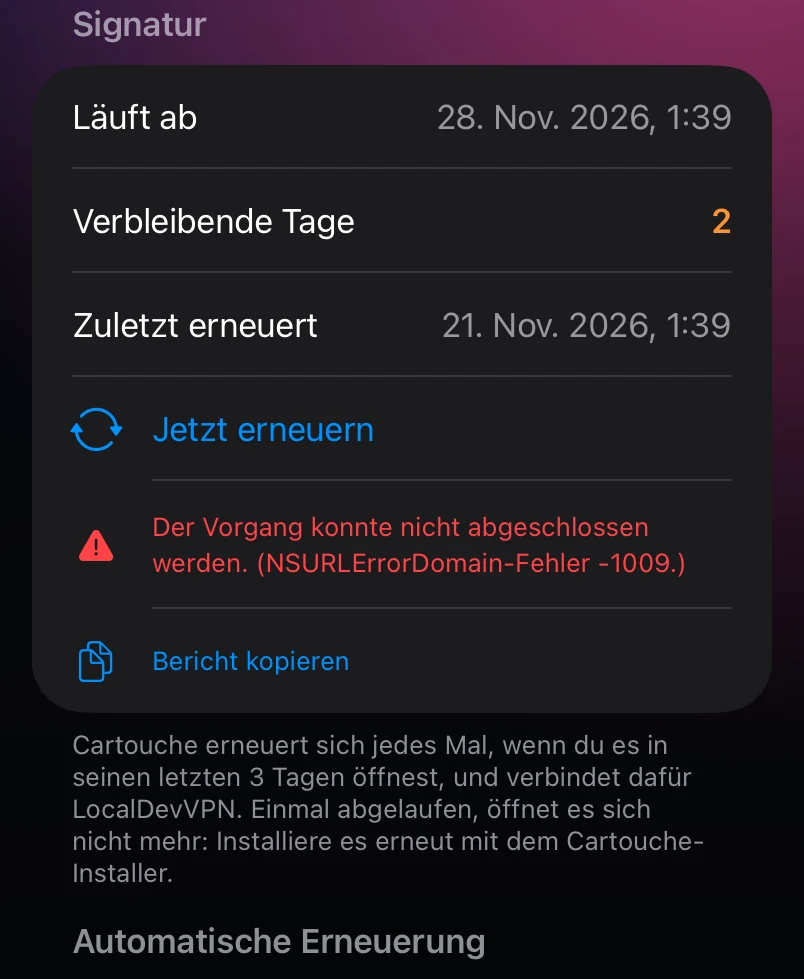 Signatur
Läuft ab 28. Nov. 2026, 1:39
Verbleibende Tage 2
Zuletzt erneuert 21. Nov. 2026, 1:39
Jetzt erneuern
Der Vorgang konnte nicht abgeschlossen
werden. (NSURLErrorDomain-Fehler -1009.)
Bericht kopieren
Cartouche erneuert sich jedes Mal, wenn du es in
seinen letzten 3 Tagen öffnest, und verbindet dafür
LocalDevVPN. Einmal abgelaufen, öffnet es sich
nicht mehr: Installiere es erneut mit dem Cartouche-
Installer.
Automatische Erneuerung